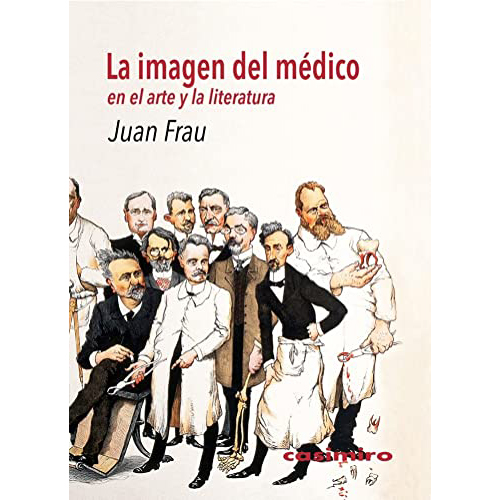 La imagen del médico
en el arte y la literatura
Juan Frau
casimiro